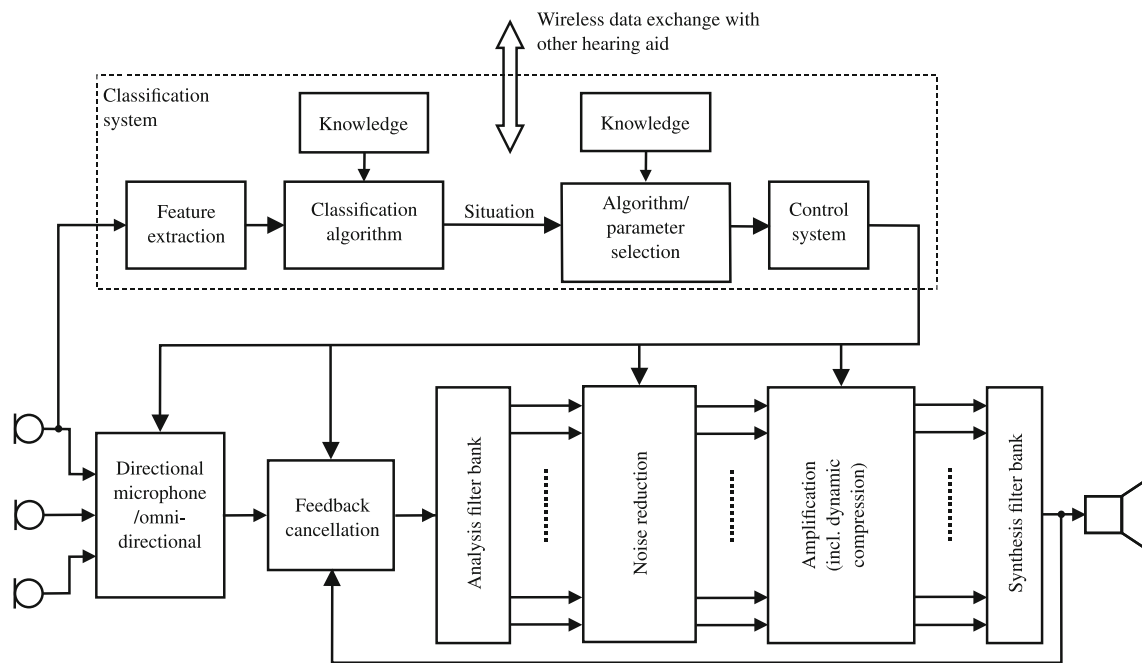 Wireless data exchange with
other hearing aid
Classification
system
Knowledge
Knowledge
Feature
extraction
Classification
algorithm
Situation
Algorithm/
parameter
selection
Control
system
Directional
microphone
/omni-
directional
Feedback
cancellation
Analysis filter bank
Noise reduction
Amplification
(incl. dynamic
compression)
Synthesis filter bank